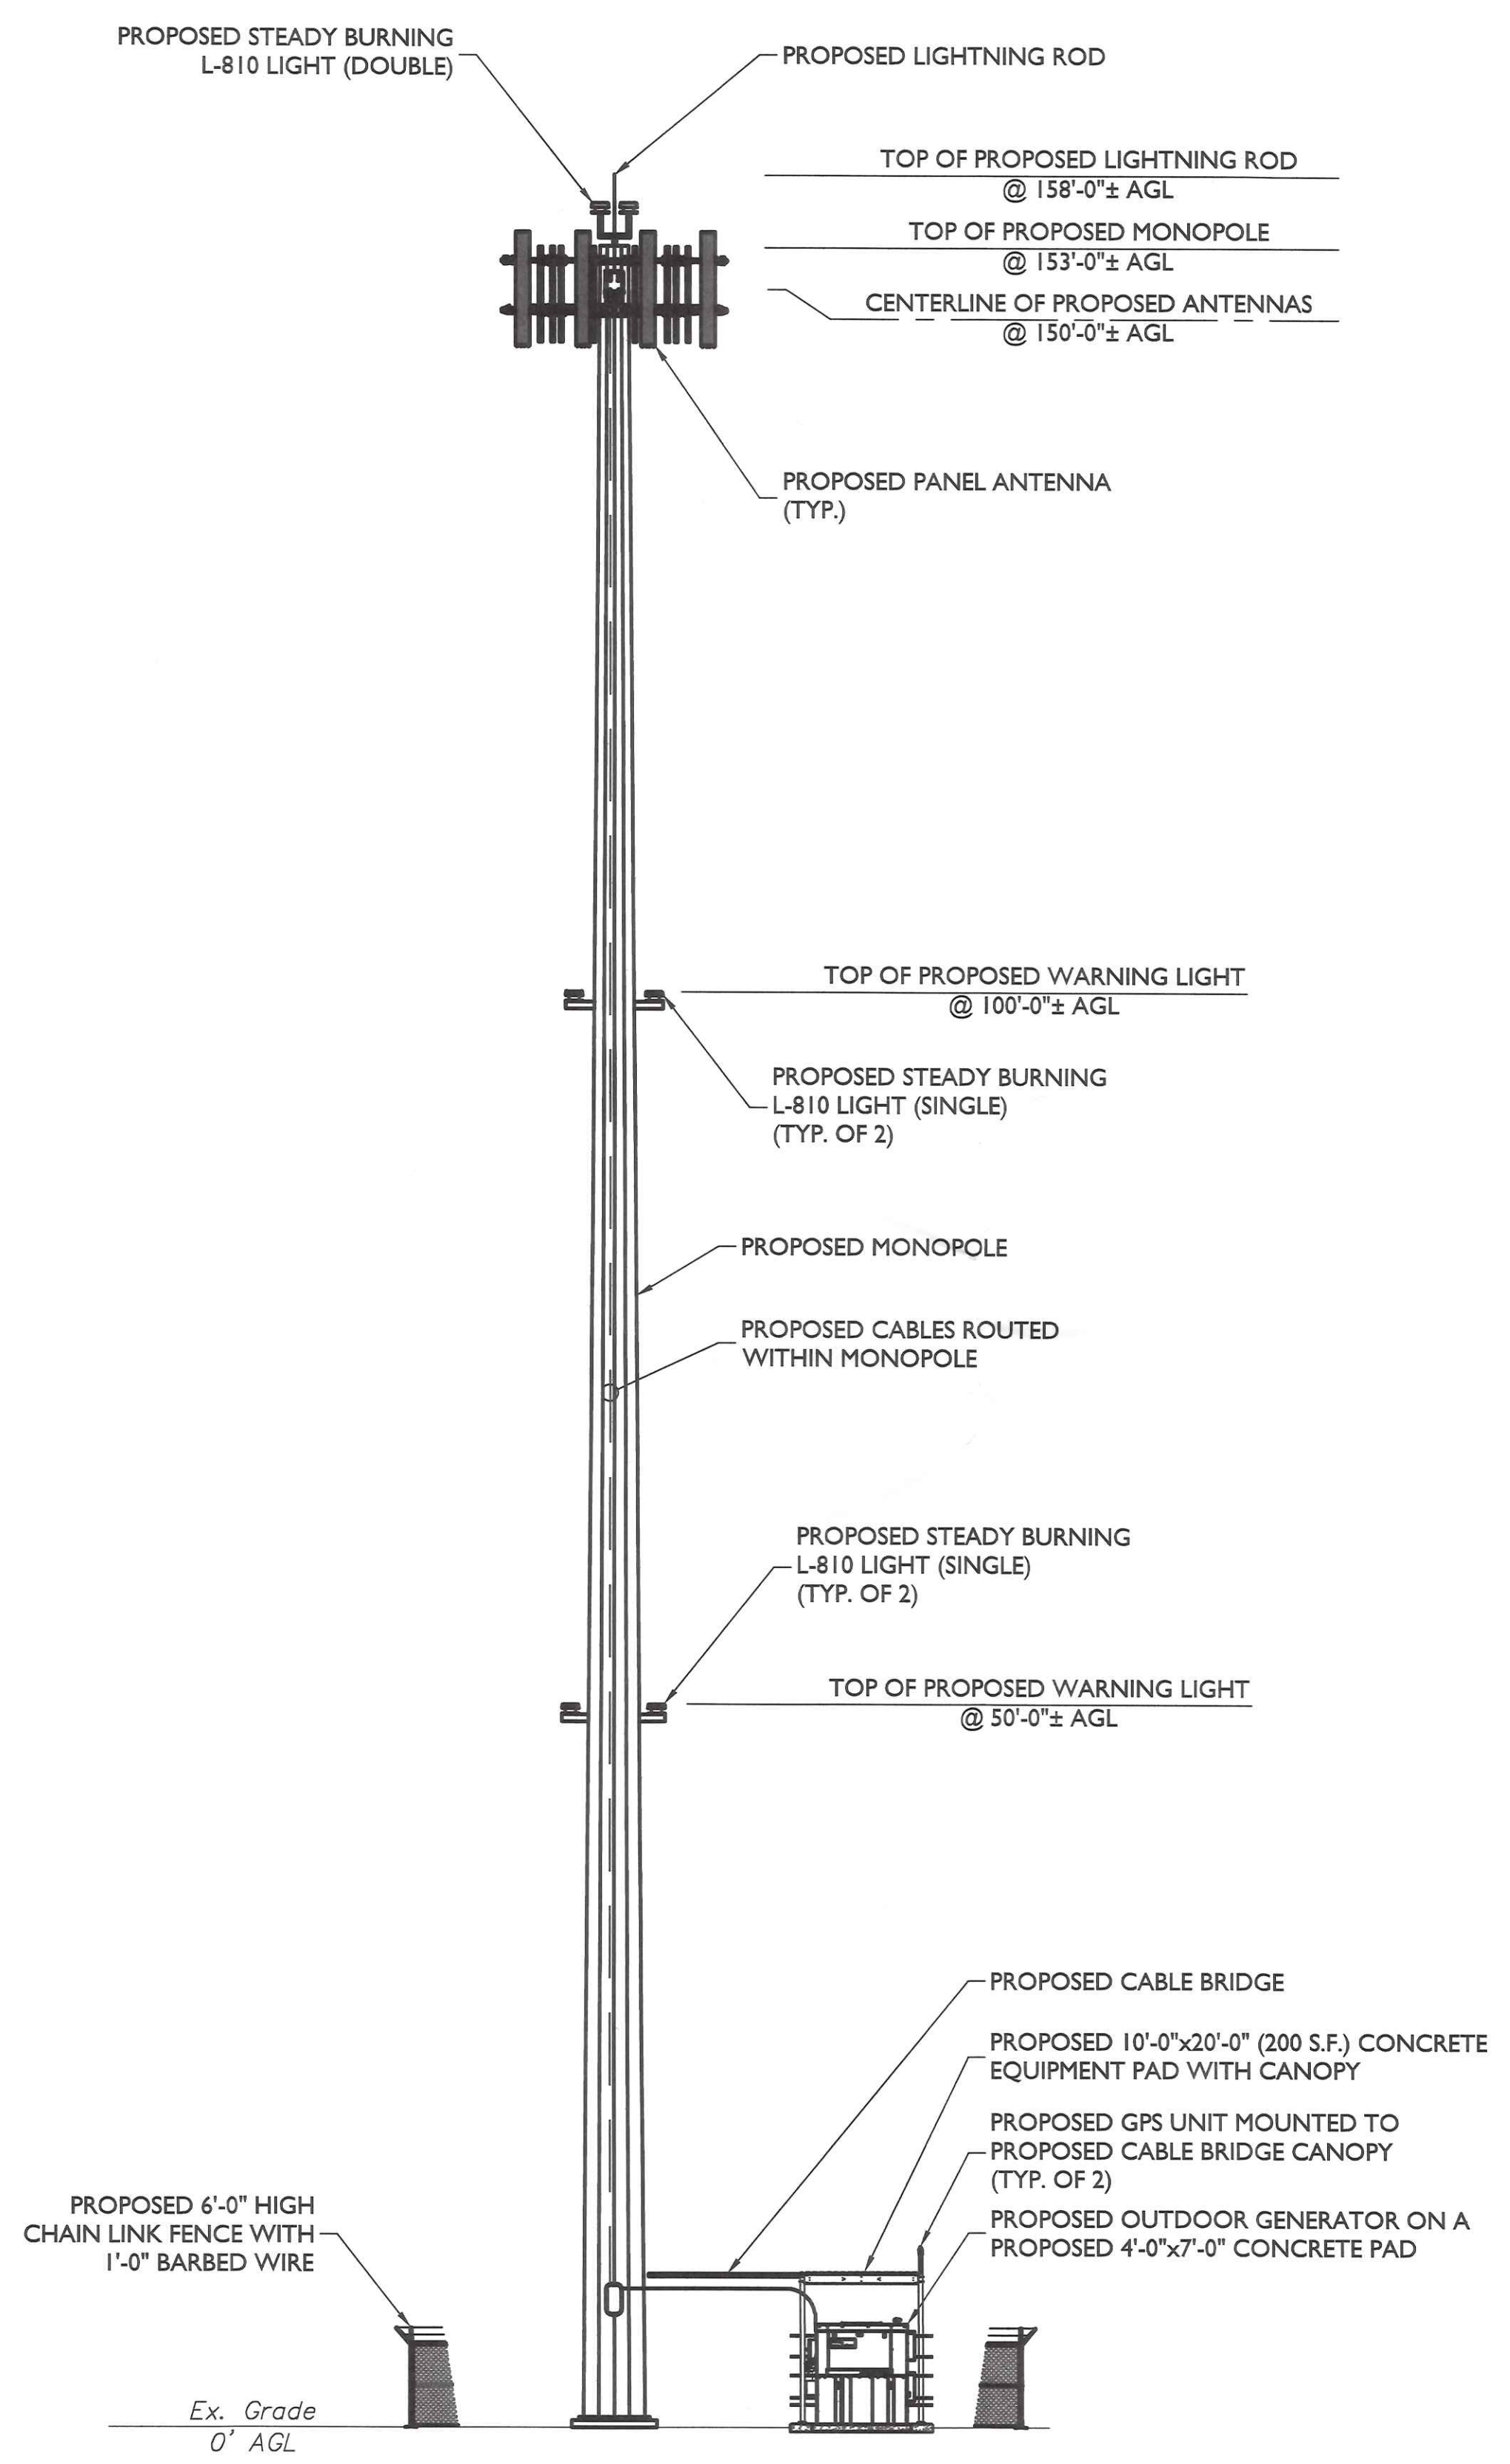 PROPOSED STEADY BURNING
L-810 LIGHT (DOUBLE)
PROPOSED LIGHTNING ROD
TOP OF PROPOSED LIGHTNING ROD
@ 158'-0"± AGL
TOP OF PROPOSED MONOPOLE
@ 153'-0"± AGL
CENTERLINE OF PROPOSED ANTENNAS
@ 150'-0"± AGL
PROPOSED PANEL ANTENNA
(TYP.)
TOP OF PROPOSED WARNING LIGHT
@ 100'-0"± AGL
PROPOSED STEADY BURNING
L-810 LIGHT (SINGLE)
(TYP. OF 2)
PROPOSED MONOPOLE
PROPOSED CABLES ROUTED
WITHIN MONOPOLE
PROPOSED STEADY BURNING
L-810 LIGHT (SINGLE)
(TYP. OF 2)
TOP OF PROPOSED WARNING LIGHT
@ 50'-0"± AGL
PROPOSED CABLE BRIDGE
PROPOSED 10'-0"x20'-0" (200 S.F.) CONCRETE
EQUIPMENT PAD WITH CANOPY
PROPOSED GPS UNIT MOUNTED TO
PROPOSED CABLE BRIDGE CANOPY
(TYP. OF 2)
PROPOSED OUTDOOR GENERATOR ON A
PROPOSED 4'-0"x7'-0" CONCRETE PAD
PROPOSED 6'-0" HIGH
CHAIN LINK FENCE WITH
1'-0" BARBED WIRE
Ex. Grade
0' AGL